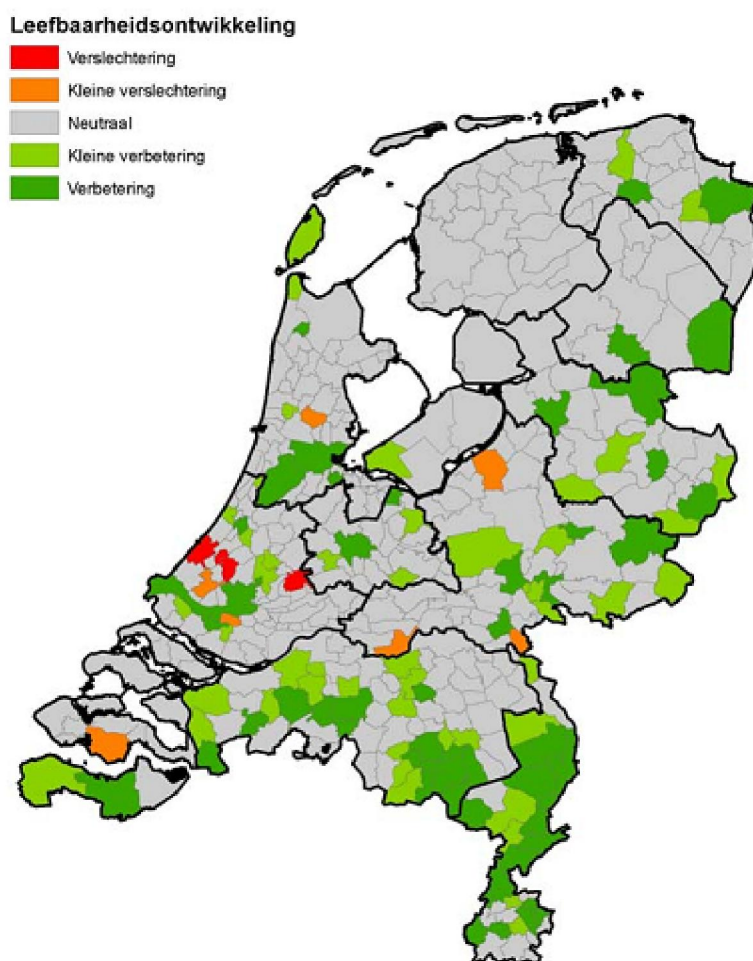 Leefbaarheidsontwikkeling
Verslechtering
Kleine verslechtering
Neutraal
Kleine verbetering
Verbetering